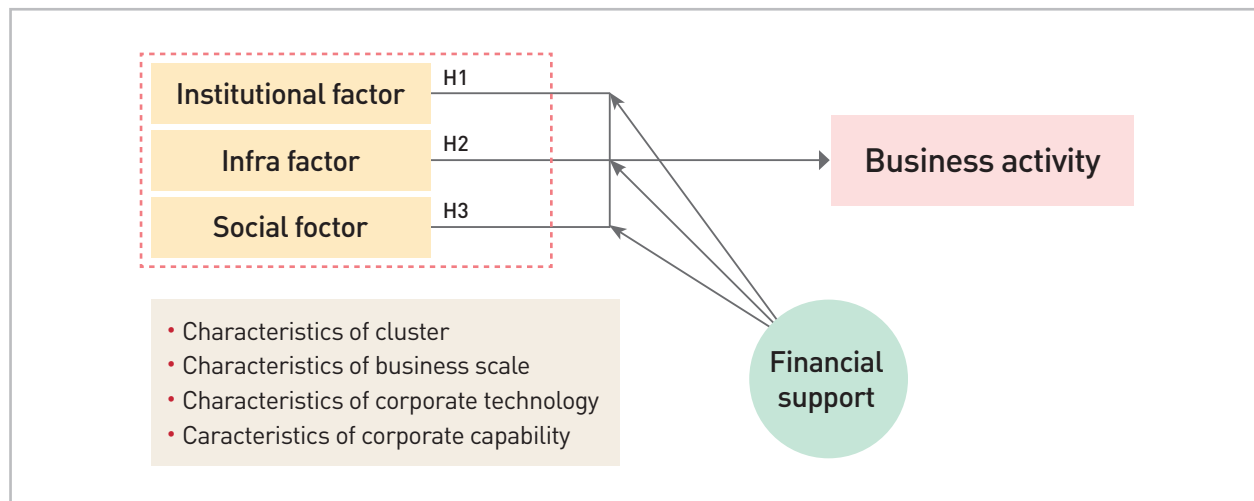 Institutional factor
H1
Infra factor
H2
Social foctor
H3
Business activity
• Characteristics of cluster
• Characteristics of business scale
• Characteristics of corporate technology
• Caracteristics of corporate capability
Financial
support